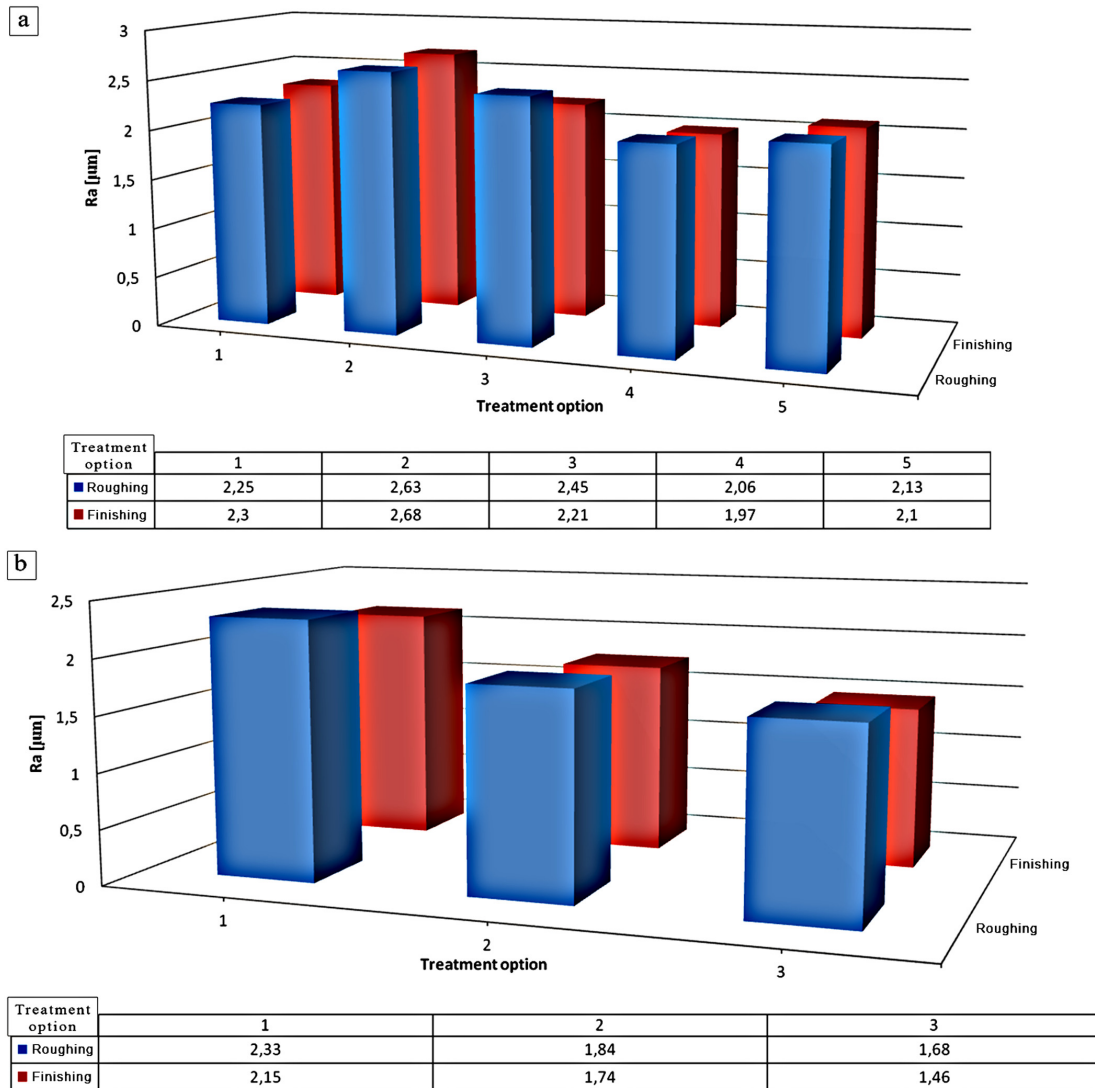 a
3
2,5
2
1,5
1
0,5
0
Ra [µm]
1
2
3
4
5
Treatment option
Finishing
Roughing
Treatment option 1 2 3 4 5
Roughing 2,25 2,63 2,45 2,06 2,13
Finishing 2,3 2,68 2,21 1,97 2,1
b
2,5
2
1,5
1
0,5
0
Ra [µm]
1
2
3
Treatment option
Finishing
Roughing
Treatment option 1 2 3
Roughing 2,33 1,84 1,68
Finishing 2,15 1,74 1,46